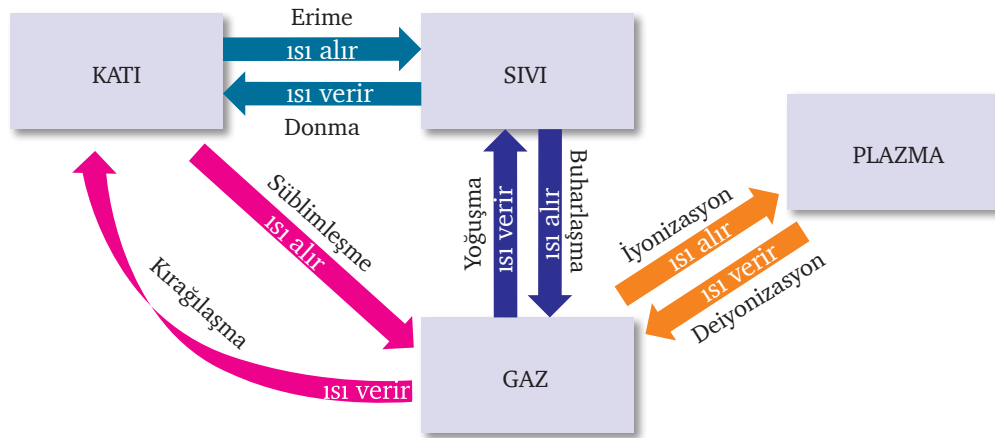 Erime
ısı alır
KATI
SIVI
ısı verir
Donma
PLAZMA
Süblimleşme
ısı alır
Yoğuşma
ısı verir
Buharlaşma
ısı alır
İyonizasyon
ısı alır
ısı verir
Deiyonizasyon
Kırağılaşma
ısı verir
GAZ